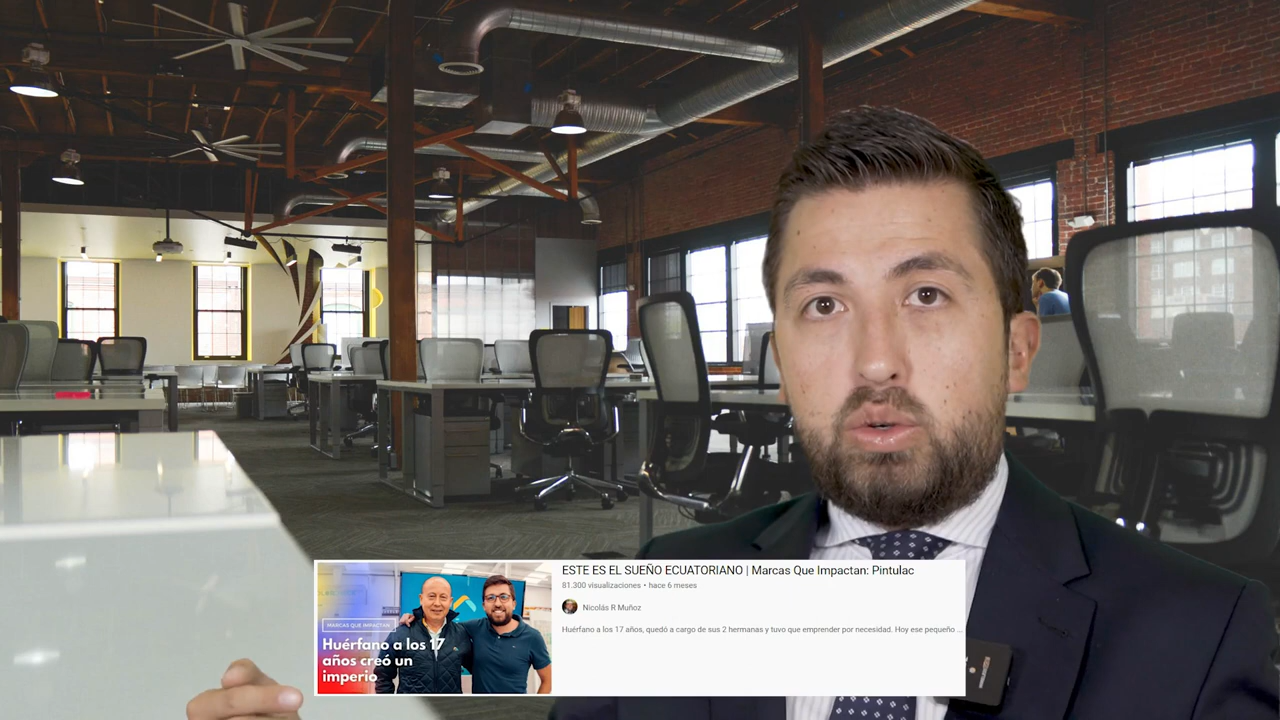 ESTE ES EL SUEÑO ECUATORIANO | Marcas Que Impactan: Pintulac
81.300 visualizaciones • hace 6 meses
Nicolás R Muñoz
Huérfano a los 17 años, quedó a cargo de sus 2 hermanas y tuvo que emprender por necesidad. Hoy ese pequeño ...
MARCAS QUE IMPACTAN
Huérfano a los 17
años creó un
imperio